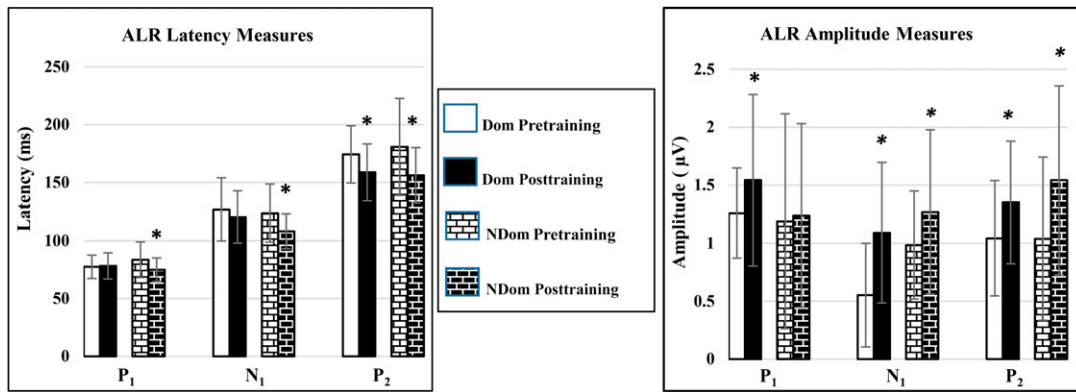 ALR Latency Measures
250
200
150
100
50
0
Latency (ms)
*
*
*
*
P₁
N₁
P₂
Dom Pretraining
Dom Posttraining
NDom Pretraining
NDom Posttraining
ALR Amplitude Measures
2.5
2
1.5
1
0.5
0
Amplitude ( µV)
*
*
*
*
*
P₁
N₁
P₂